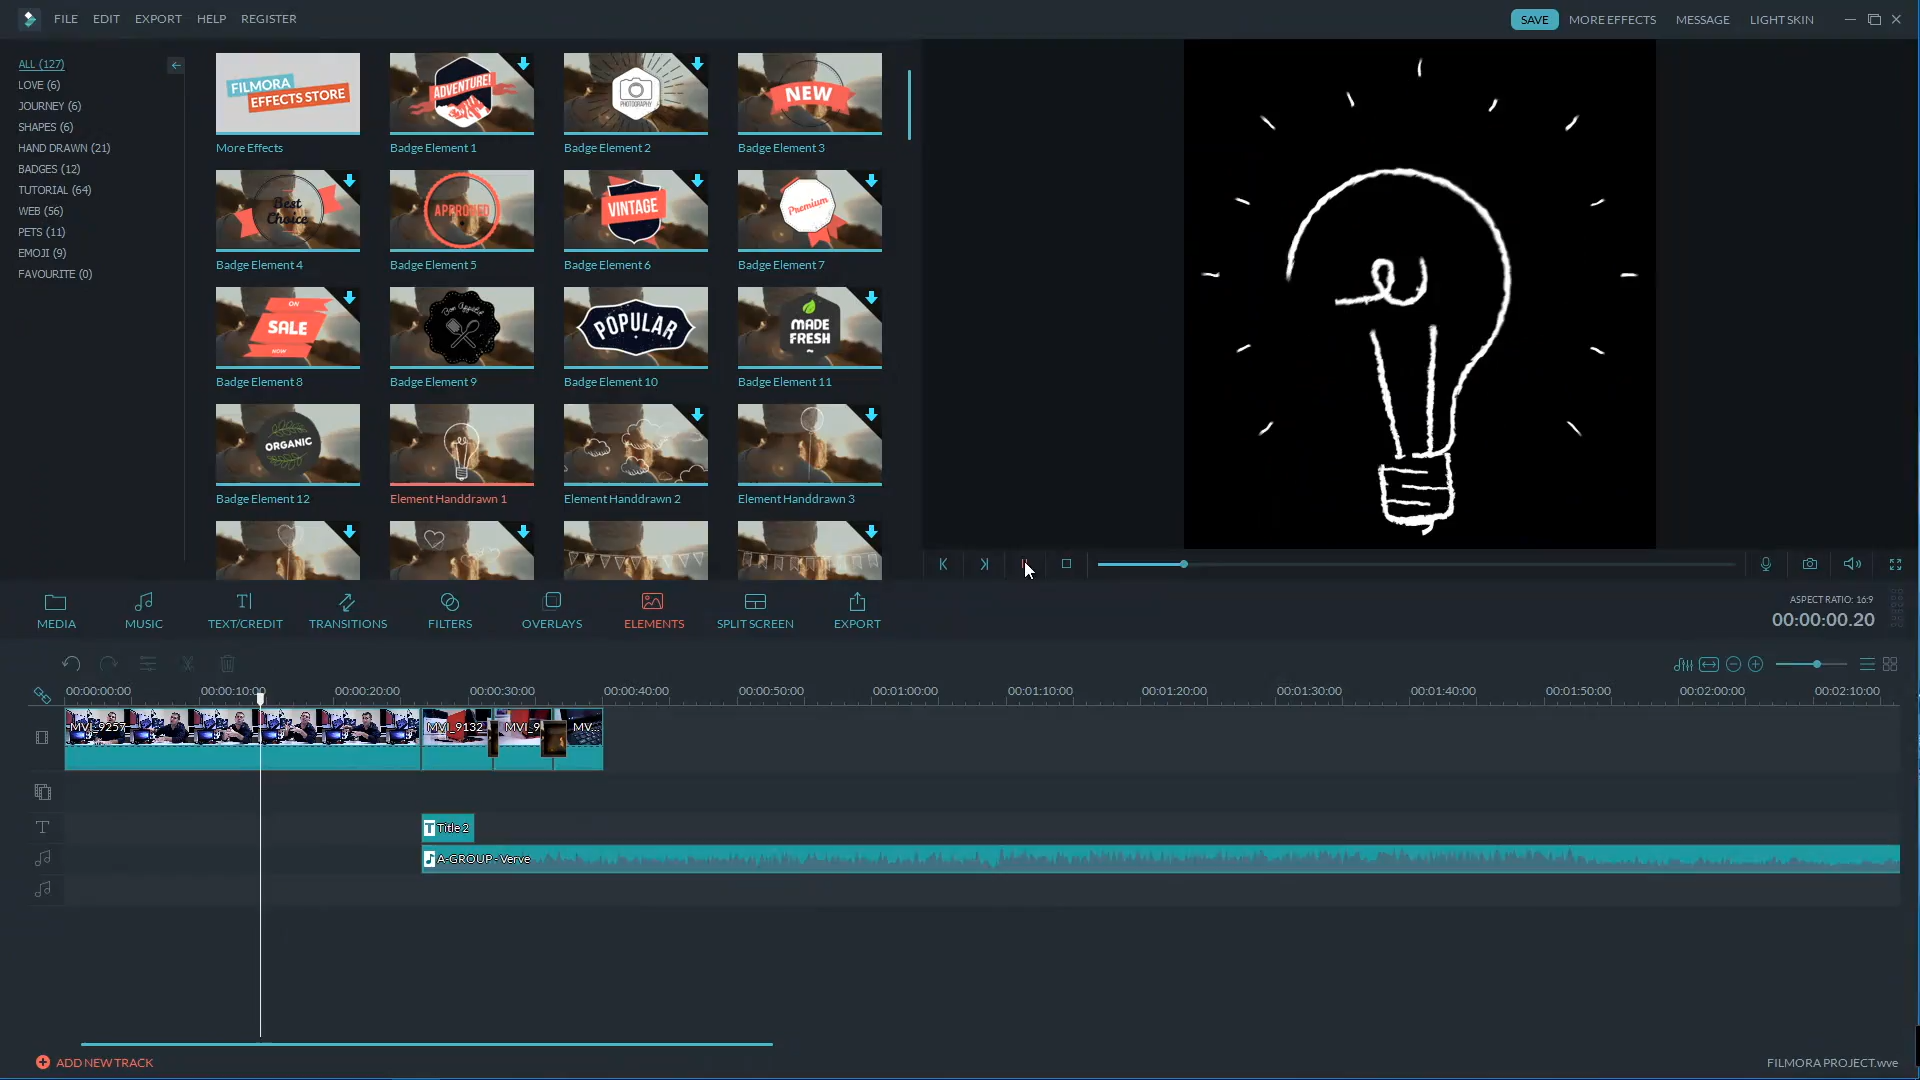 FILE EDIT EXPORT HELP REGISTER
SAVE MORE EFFECTS MESSAGE LIGHT SKIN
ALL (127)
LOVE (6)
JOURNEY (6)
SHAPES (6)
HAND DRAWN (21)
BADGES (12)
TUTORIAL (64)
WEB (56)
PETS (11)
EMOJI (9)
FAVOURITE (0)
FILMORA
EFFECTS STORE
ADVENTURE!
PHOTOGRAPHY
NEW
More Effects
Badge Element 1
Badge Element 2
Badge Element 3
Best
Choice
APPROVED
VINTAGE
Premium
Badge Element 4
Badge Element 5
Badge Element 6
Badge Element 7
ON
SALE
NOW
Bon Appétit
POPULAR
MADE
FRESH
Badge Element 8
Badge Element 9
Badge Element 10
Badge Element 11
ORGANIC
Badge Element 12
Element Handdrawn 1
Element Handdrawn 2
Element Handdrawn 3
MEDIA MUSIC TEXT/CREDIT TRANSITIONS FILTERS OVERLAYS ELEMENTS SPLIT SCREEN EXPORT
ASPECT RATIO: 16:9
00:00:00.20
00:00:00:00 00:00:10:00 00:00:20:00 00:00:30:00 00:00:40:00 00:00:50:00 00:01:00:00 00:01:10:00 00:01:20:00 00:01:30:00 00:01:40:00 00:01:50:00 00:02:00:00 00:02:10:00
MVI_9257 MVI_9132 MVI_9 MV...
T Title 2
A-GROUP - Verve
ADD NEW TRACK
FILMORA PROJECT.wve